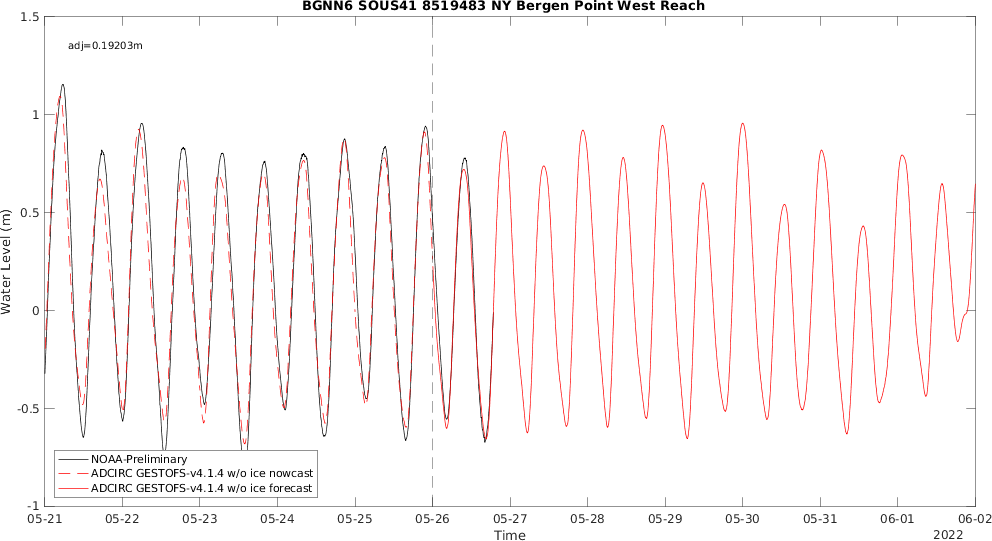 BGNN6 SOUS41 8519483 NY Bergen Point West Reach
1.5
adj=0.19203m
1
0.5
Water Level (m)
0
-0.5
NOAA-Preliminary
ADCIRC GESTOFS-v4.1.4 w/o ice nowcast
ADCIRC GESTOFS-v4.1.4 w/o ice forecast
-1
05-21 05-22 05-23 05-24 05-25 05-26 05-27 05-28 05-29 05-30 05-31 06-01 06-02
Time
2022